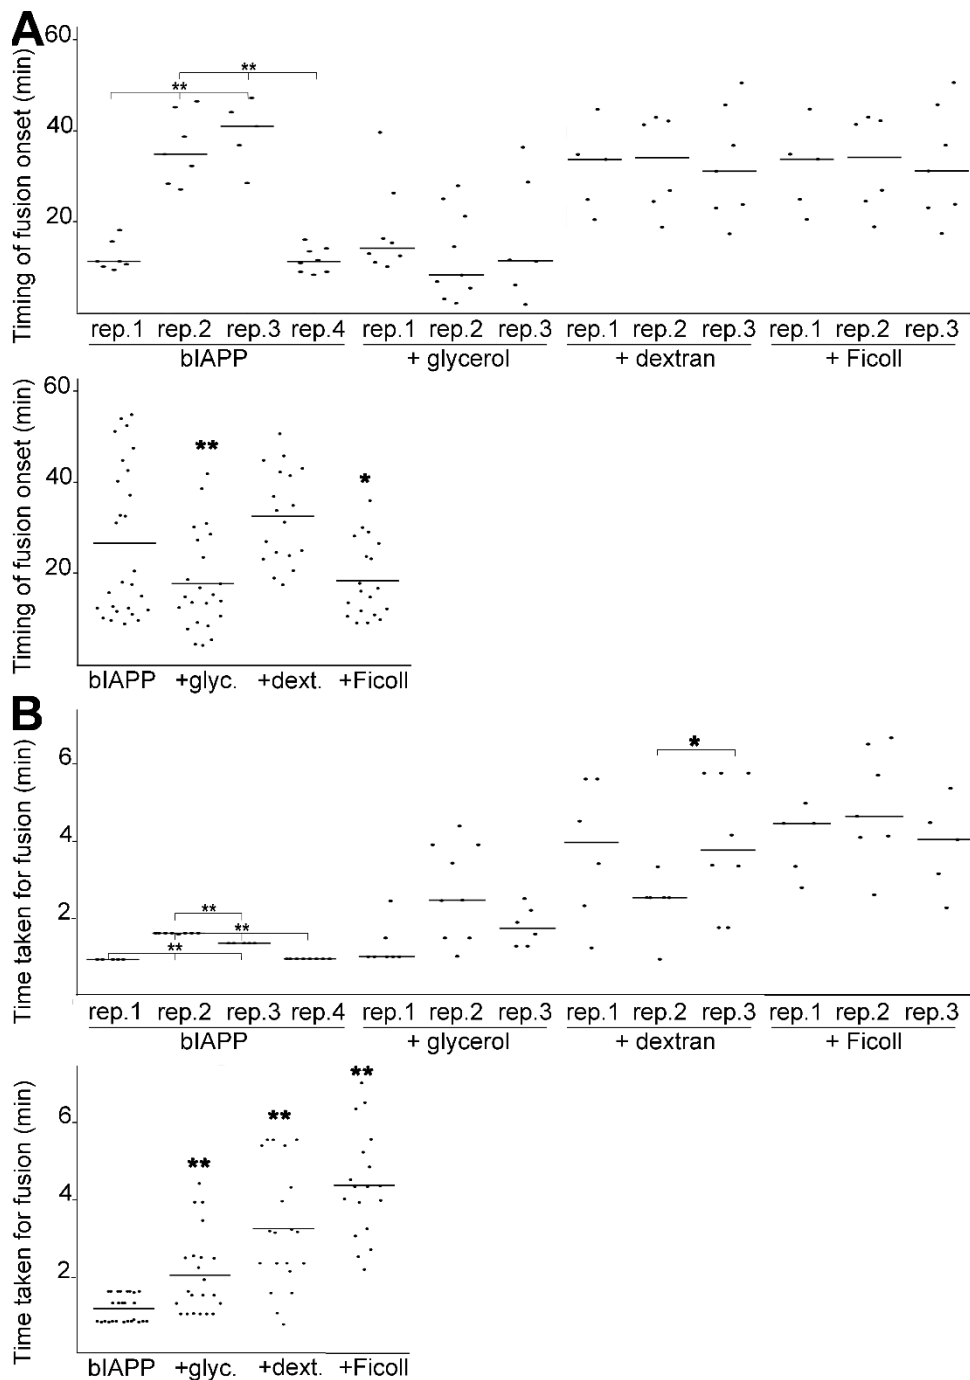 A
Timing of fusion onset (min)
60
40
20
**
**
rep.1 rep.2 rep.3 rep.4 rep.1 rep.2 rep.3 rep.1 rep.2 rep.3 rep.1 rep.2 rep.3
bIAPP + glycerol + dextran + Ficoll
Timing of fusion onset (min)
60
40
20
**
*
bIAPP +glyc. +dext. +Ficoll
B
Time taken for fusion (min)
6
4
2
*
**
**
**
rep.1 rep.2 rep.3 rep.4 rep.1 rep.2 rep.3 rep.1 rep.2 rep.3 rep.1 rep.2 rep.3
bIAPP + glycerol + dextran + Ficoll
Time taken for fusion (min)
6
4
2
**
**
**
bIAPP +glyc. +dext. +Ficoll